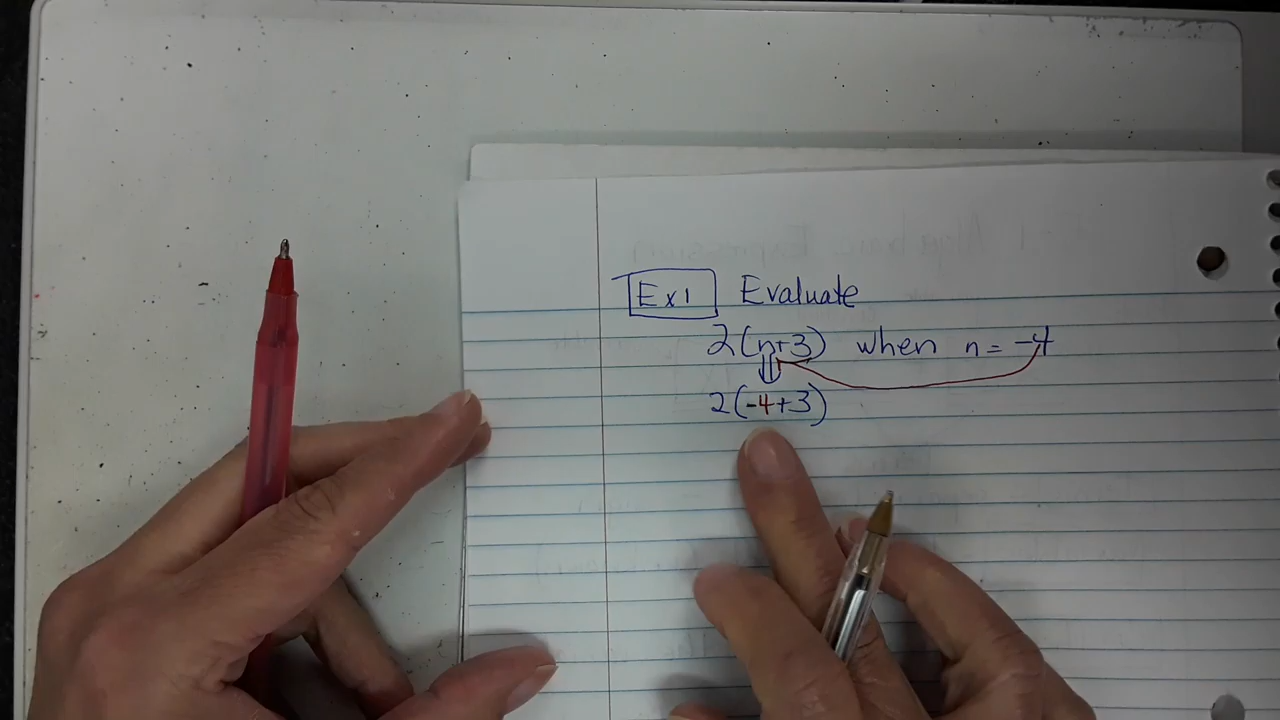 Ex1 Evaluate
2(n+3) when n = -4
2(-4+3)